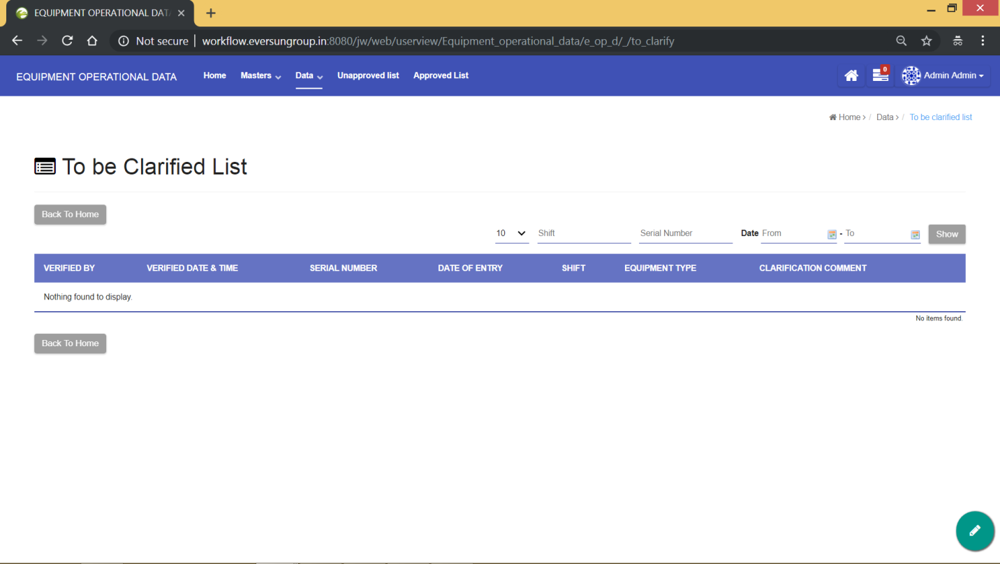 EQUIPMENT OPERATIONAL DAT
Not secure | workflow.eversungroup.in:8080/jw/web/userview/Equipment_operational_data/e_op_d/_/to_clarify
EQUIPMENT OPERATIONAL DATA Home Masters Data Unapproved list Approved List 0 Admin Admin
Home > / Data > / To be clarified list
To be Clarified List
Back To Home
10 Shift Serial Number Date From - To Show
VERIFIED BY VERIFIED DATE & TIME SERIAL NUMBER DATE OF ENTRY SHIFT EQUIPMENT TYPE CLARIFICATION COMMENT
Nothing found to display.
No items found.
Back To Home